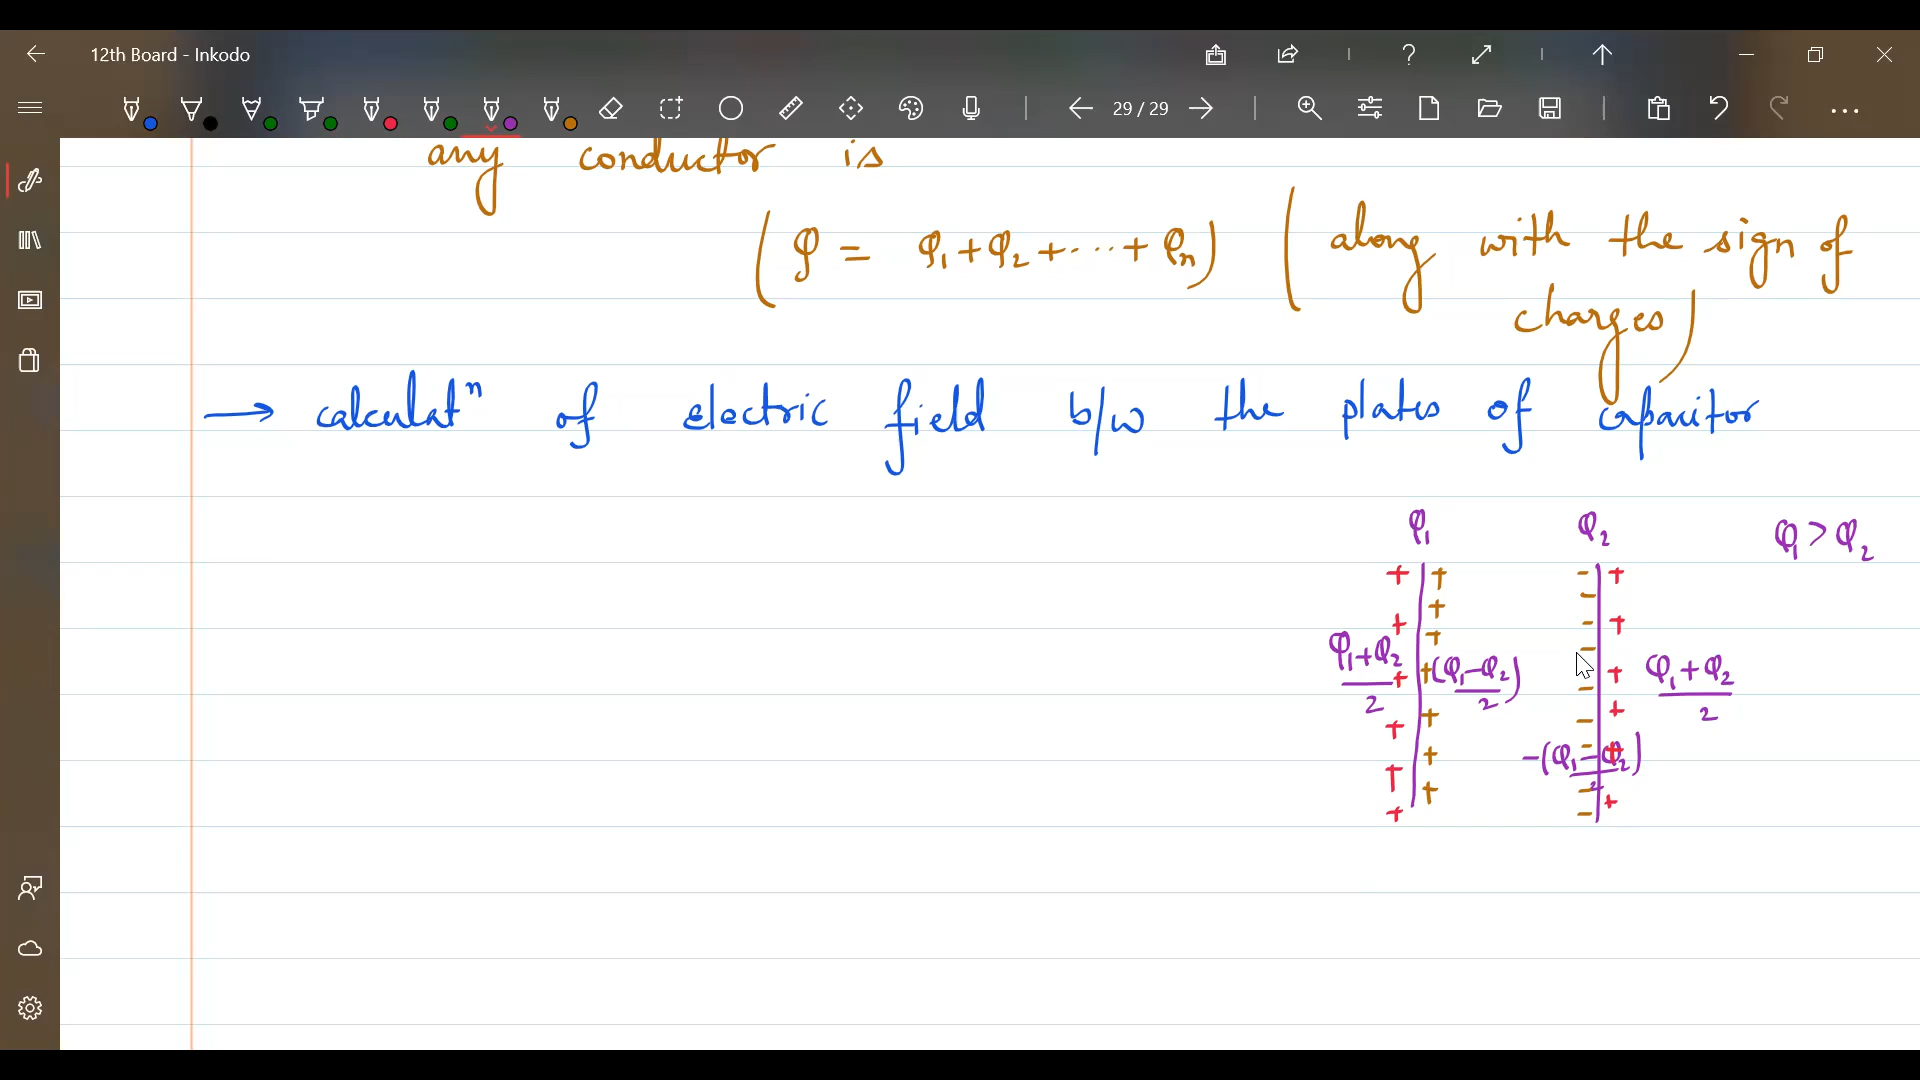 12th Board - Inkodo
29 / 29
any conductor is
(Q = Q₁+Q₂+....+Qₙ) (along with the sign of
charges)
→ calculatⁿ of electric field b/w the plates of capacitor
Q₁ Q₂ Q₁ > Q₂
(Q₁+Q₂)/2 (Q₁-Q₂)/2 (Q₁+Q₂)/2
-(Q₁-Q₂)/2